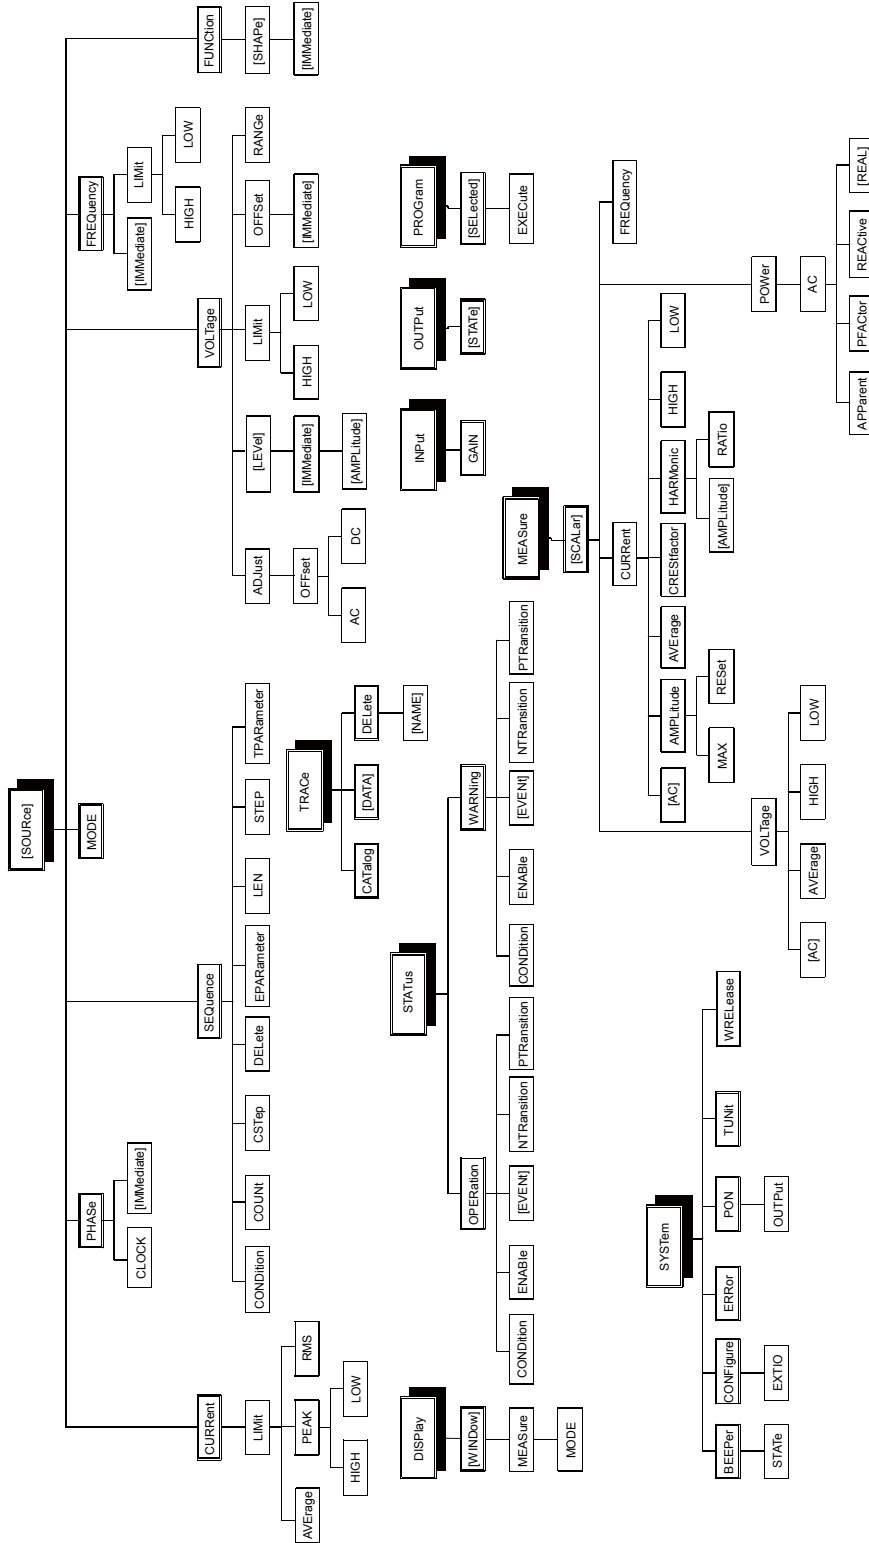 [SOURce]
CURRent
PHASe
SEQuence
MODE
VOLTage
FREQuency
FUNCtion
LIMit
AVErage
PEAK
RMS
HIGH
LOW
CLOCK
[IMMediate]
CONDition
COUNt
CSTep
DELete
EPARameter
LEN
STEP
TPARameter
ADJust
[LEVel]
LIMit
OFFSet
RANGe
OFFset
AC
DC
[IMMediate]
[AMPLitude]
HIGH
LOW
[IMMediate]
[IMMediate]
LIMit
HIGH
LOW
[SHAPe]
[IMMediate]
TRACe
CATalog
[DATA]
DELete
[NAME]
DISPlay
[WINDow]
MEASure
MODE
STATus
OPERation
WARNing
CONDition
ENABle
[EVENt]
NTRansition
PTRansition
CONDition
ENABle
[EVENt]
NTRansition
PTRansition
INPut
GAIN
OUTPut
[STATe]
PROGram
[SELected]
EXECute
MEASure
[SCALar]
VOLTage
CURRent
POWer
FREQuency
[AC]
AVErage
HIGH
LOW
[AC]
AMPLitude
AVErage
CREStfactor
HARMonic
HIGH
LOW
MAX
RESet
[AMPLitude]
RATio
AC
APParent
PFACtor
REACtive
[REAL]
SYSTem
BEEPer
CONFigure
ERRor
PON
TUNit
WRELease
STATe
EXTIO
OUTPut